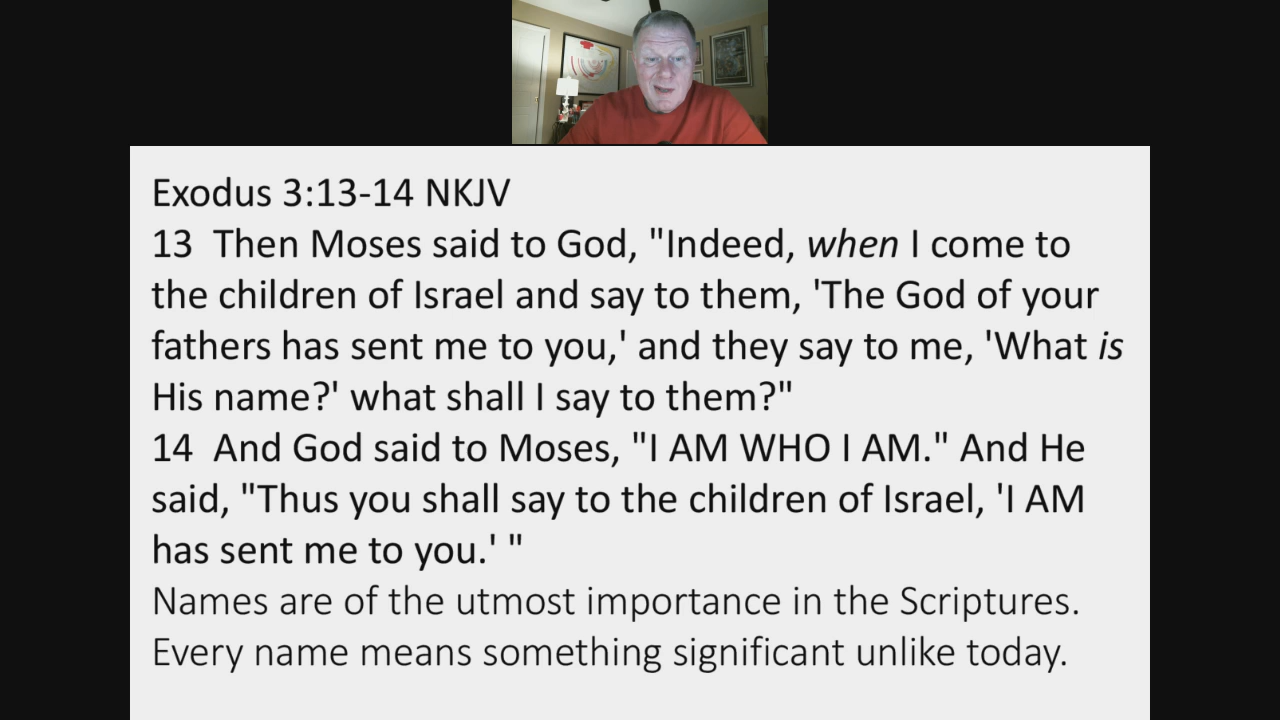 Exodus 3:13-14 NKJV
13  Then Moses said to God, "Indeed, when I come to
the children of Israel and say to them, 'The God of your
fathers has sent me to you,' and they say to me, 'What is
His name?' what shall I say to them?"
14  And God said to Moses, "I AM WHO I AM." And He
said, "Thus you shall say to the children of Israel, 'I AM
has sent me to you.' "
Names are of the utmost importance in the Scriptures.
Every name means something significant unlike today.